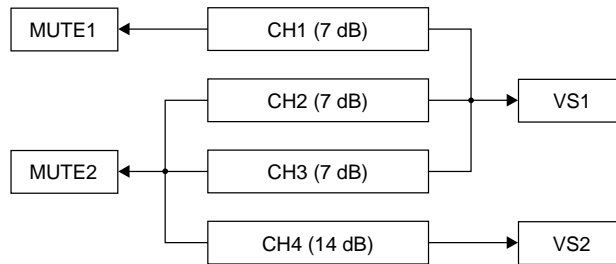 MUTE1
CH1 (7 dB)
CH2 (7 dB)
VS1
MUTE2
CH3 (7 dB)
CH4 (14 dB)
VS2